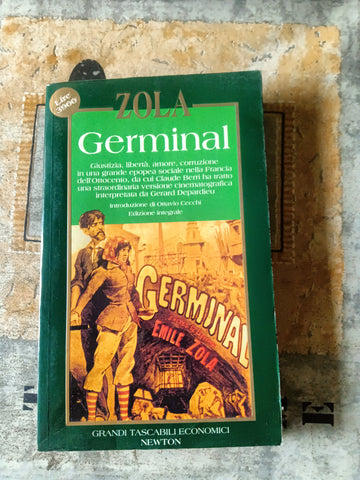 Lire
3900
ZOLA
Germinal
Giustizia, libertà, amore, corruzione
in una grande epopea sociale nella Francia
dell'Ottocento, da cui Claude Berri ha tratto
una straordinaria versione cinematografica
interpretata da Gerard Depardieu
Introduzione di Ottavio Cecchi
Edizione integrale
GERMINAL
EMILE ZOLA
GRANDI TASCABILI ECONOMICI
NEWTON